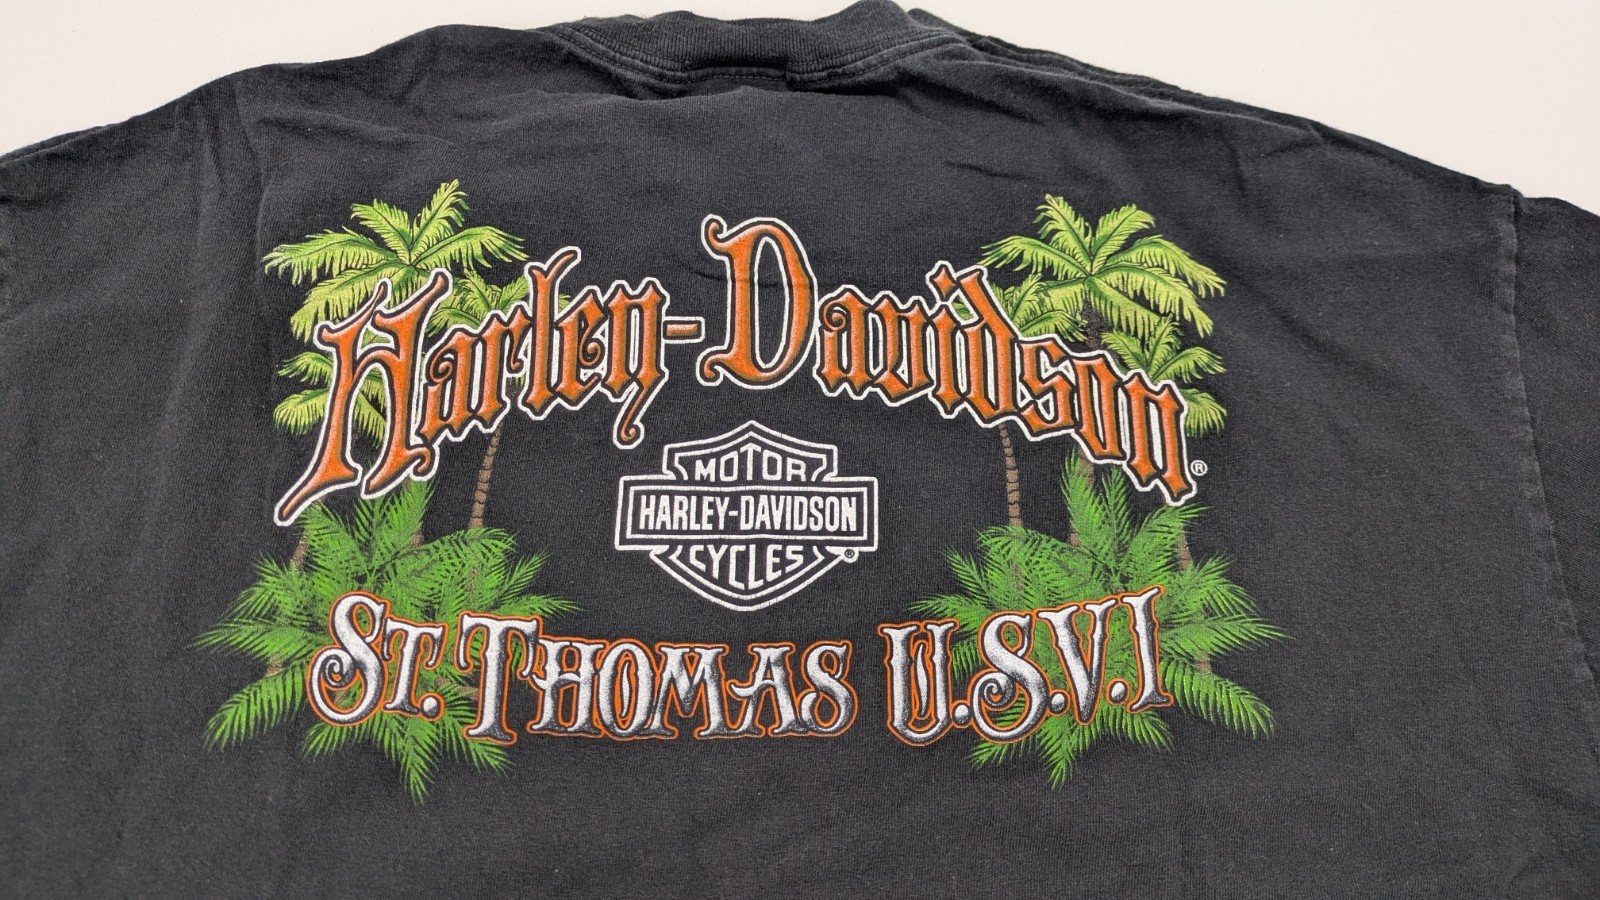 Harley-Davidson®
MOTOR
HARLEY-DAVIDSON
CYCLES®
ST. THOMAS U.S.V.I